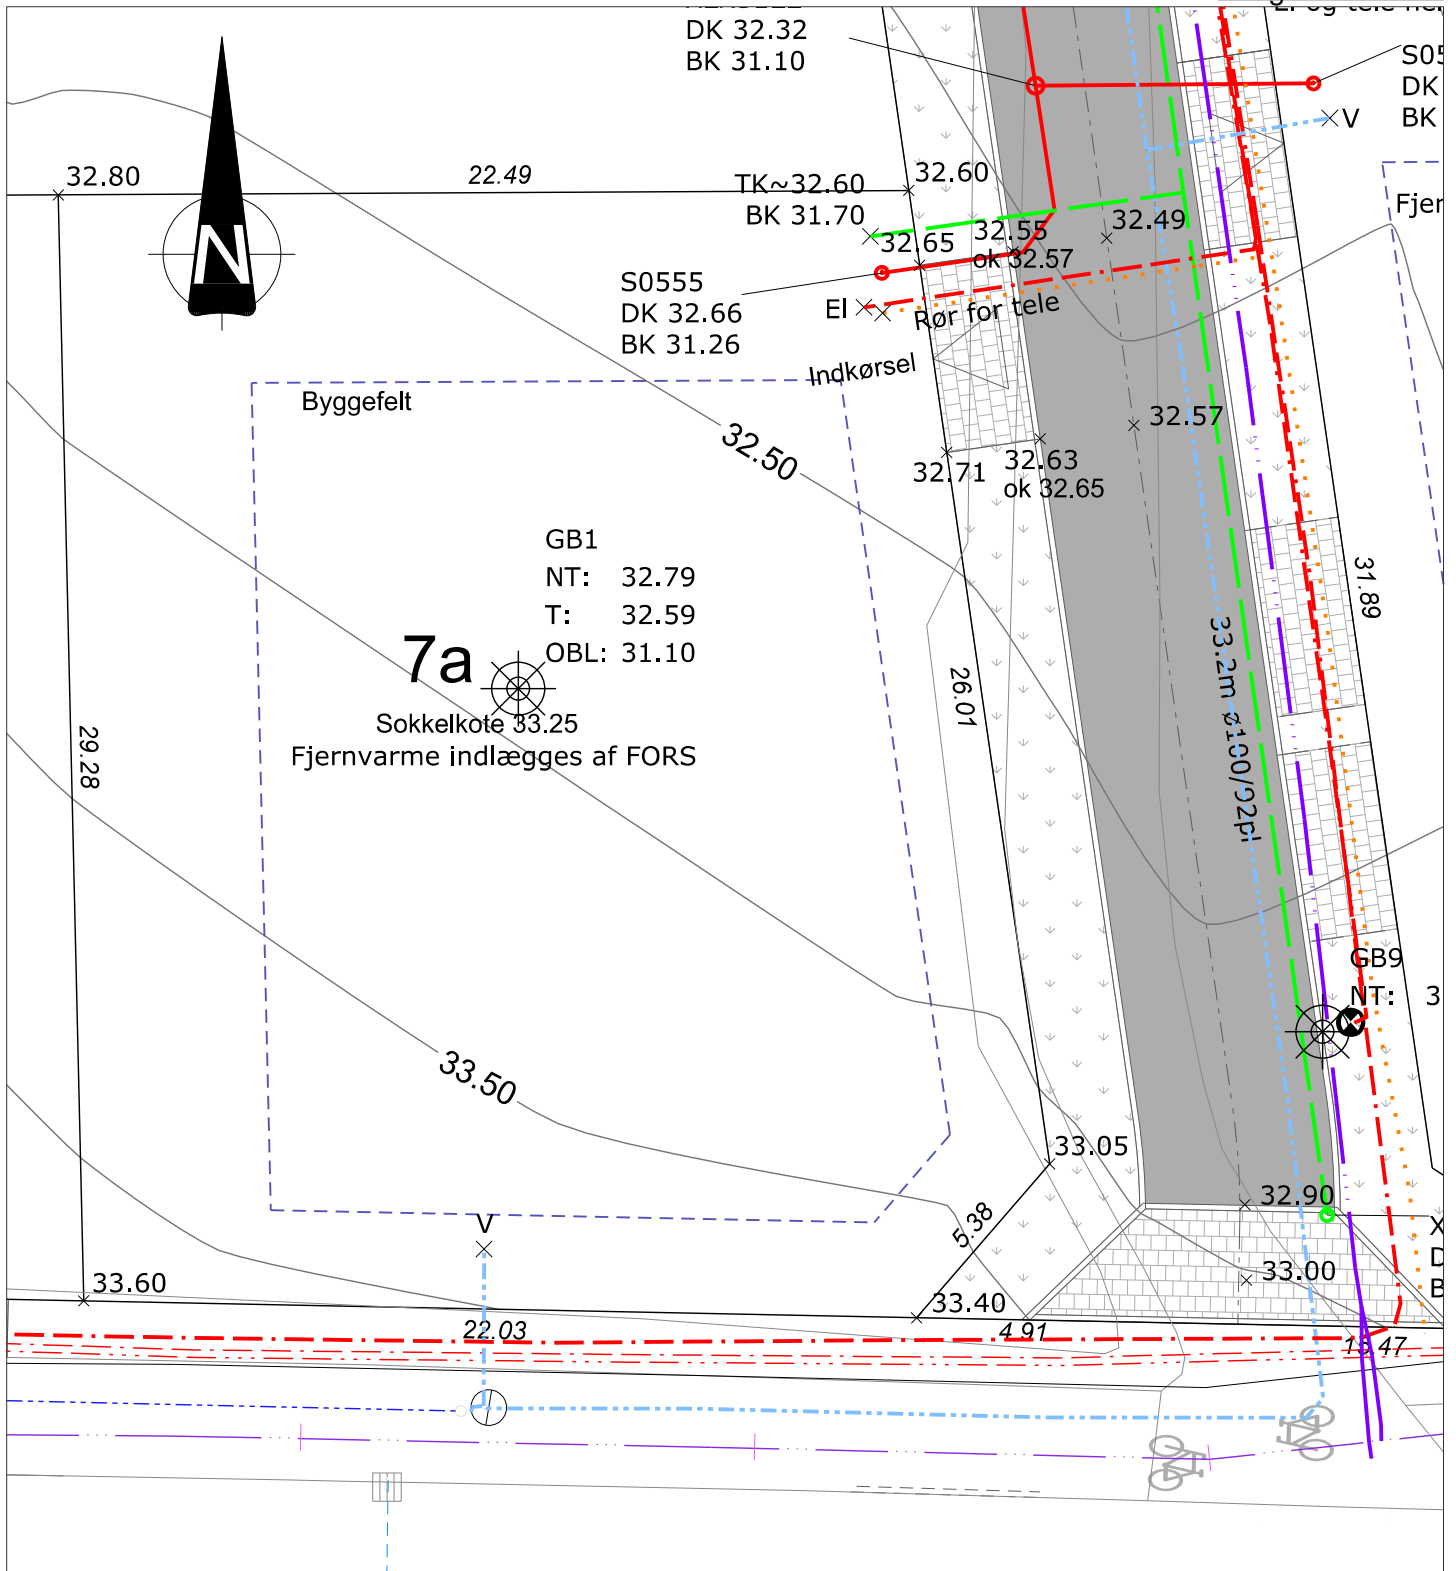 DK 32.32
BK 31.10
DK
BK
V
32.80
22.49
32.60
TK~32.60
BK 31.70
N
32.65
32.55
ok 32.57
32.49
S0555
DK 32.66
BK 31.26
El
Rør for tele
Indkørsel
Byggefelt
32.50
32.57
32.71
32.63
ok 32.65
GB1
NT: 32.79
T: 32.59
OBL: 31.10
7a
Sokkelkote 33.25
Fjernvarme indlægges af FORS
31.89
33.2m ø100/92pl
26.01
29.28
GB9
NT: 3
33.50
33.05
32.90
V
5.38
33.00
33.60
33.40
22.03
4.91